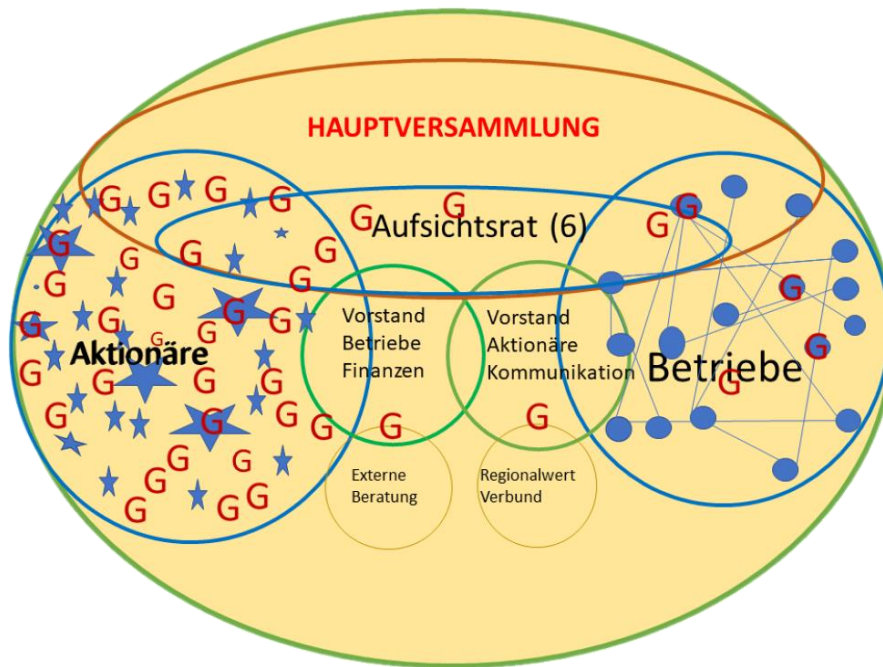 HAUPTVERSAMMLUNG
G G G G G G G G
Aufsichtsrat (6)
G G G G
G G G G
G G G G G G
Vorstand
Betriebe
Finanzen
Vorstand
Aktionäre
Kommunikation
G
Aktionäre
Betriebe
G G G G G
G G G G G G
G G
G
G G G
Externe
Beratung
Regionalwert
Verbund